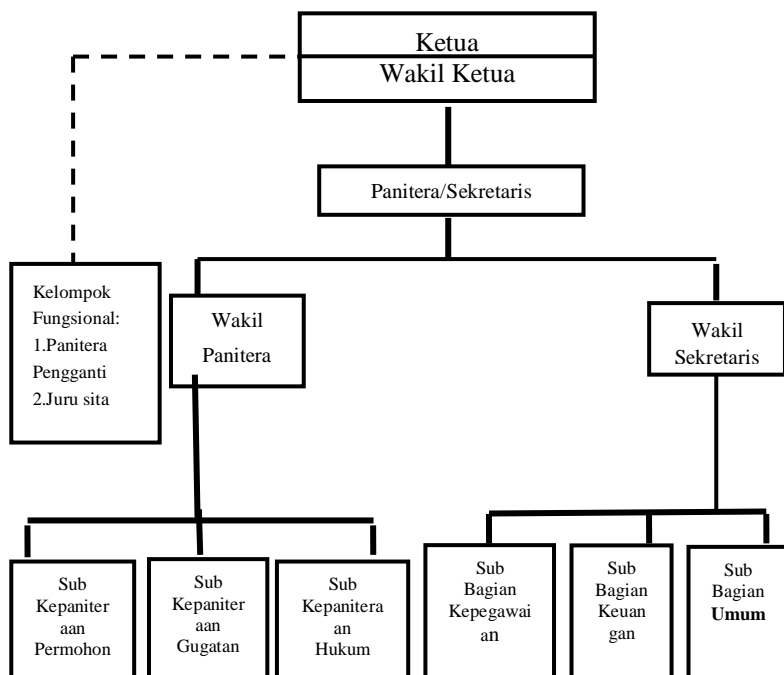 Ketua
Wakil Ketua
Panitera/Sekretaris
Kelompok
Fungsional:
1.Panitera
Pengganti
2.Juru sita
Wakil
Panitera
Wakil
Sekretaris
Sub
Kepaniter
aan
Permohon
Sub
Kepaniter
aan
Gugatan
Sub
Kepanitera
an
Hukum
Sub
Bagian
Kepegawai
an
Sub
Bagian
Keuan
gan
Sub
Bagian
Umum